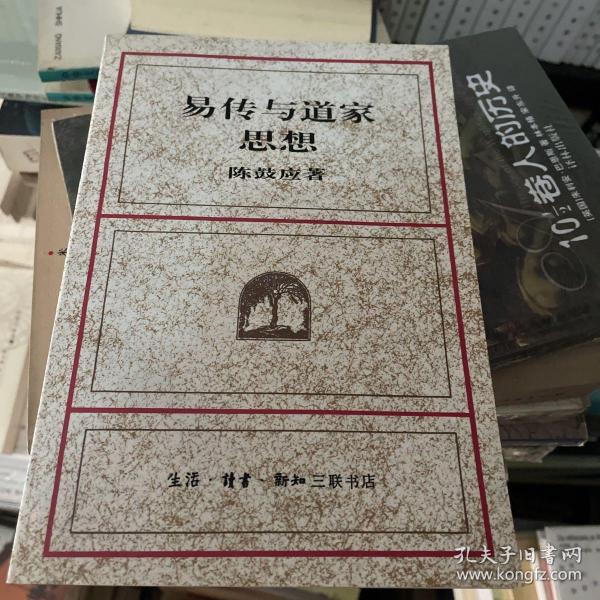 易传与道家
思想
陈鼓应著
生活·讀書·新知三联书店
10½卷人的历史
孔夫子旧书网
www.kongfz.com